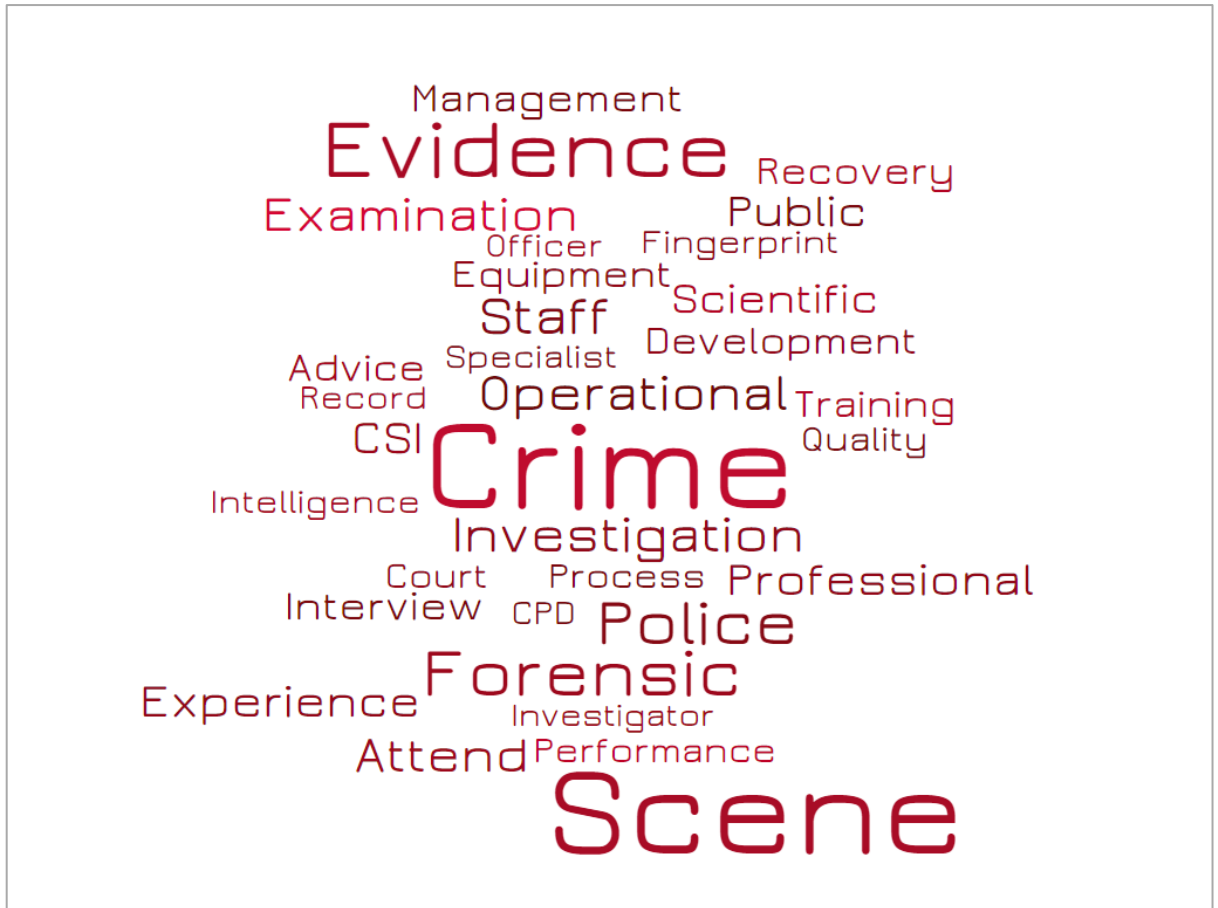 Management
Evidence
Recovery
Examination
Public
Officer
Fingerprint
Equipment
Scientific
Staff
Development
Specialist
Advice
Operational
Record
Training
CSI
Crime
Quality
Intelligence
Investigation
Court
Process
Professional
Interview
CPD
Police
Forensic
Experience
Investigator
Attend
Performance
Scene